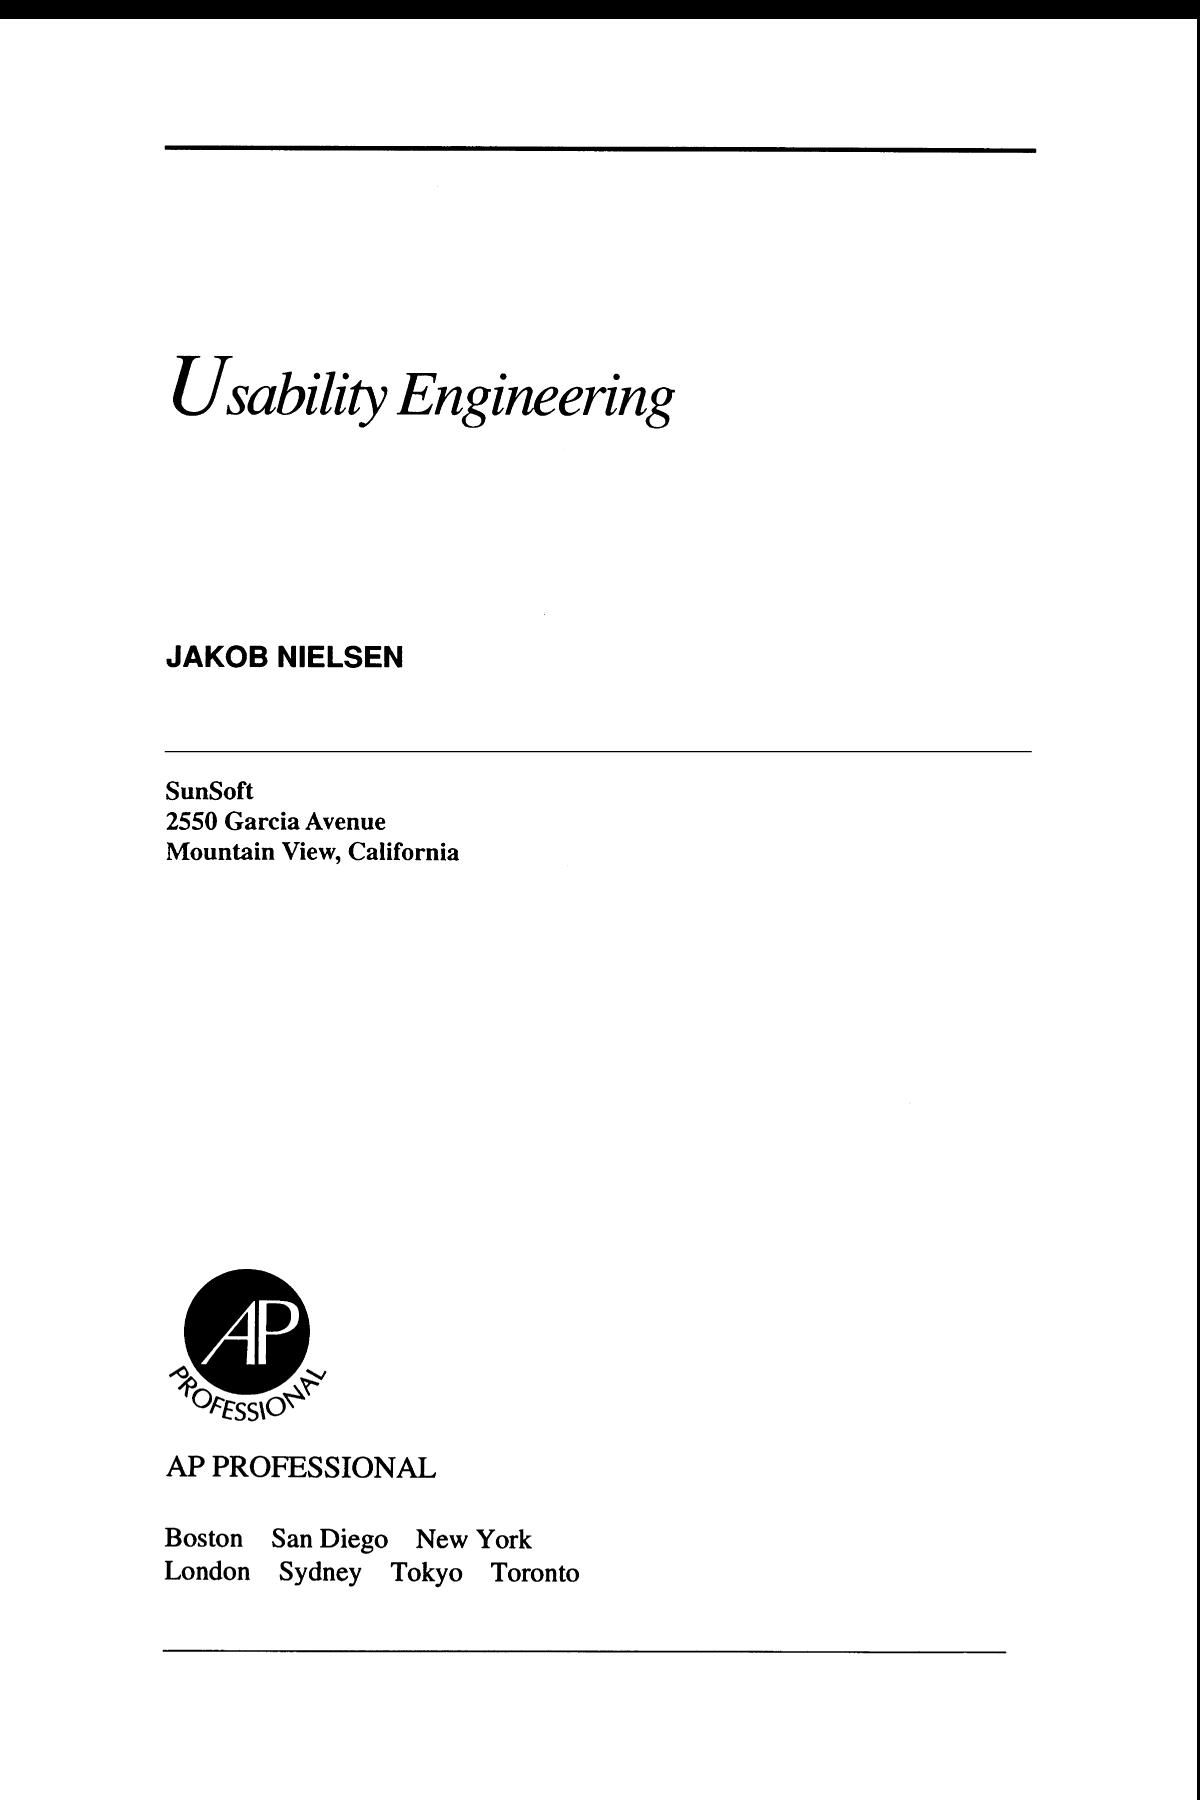 Usability Engineering
JAKOB NIELSEN
SunSoft
2550 Garcia Avenue
Mountain View, California
AP
PROFESSIONAL
AP PROFESSIONAL
Boston San Diego New York
London Sydney Tokyo Toronto